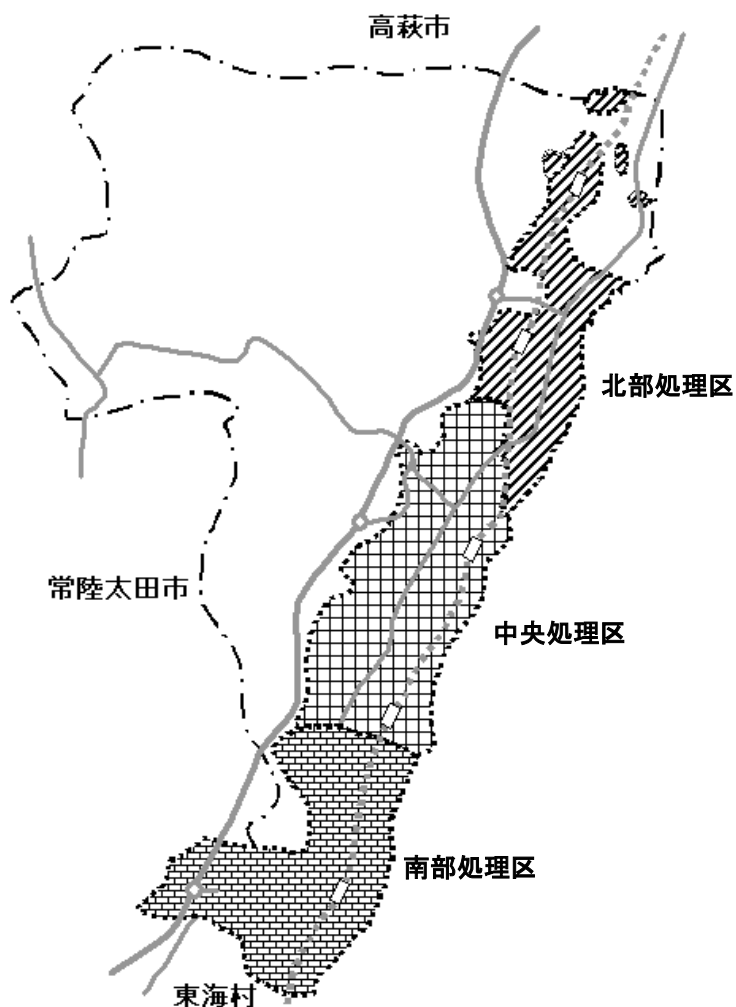 高萩市
北部処理区
常陸太田市
中央処理区
南部処理区
東海村